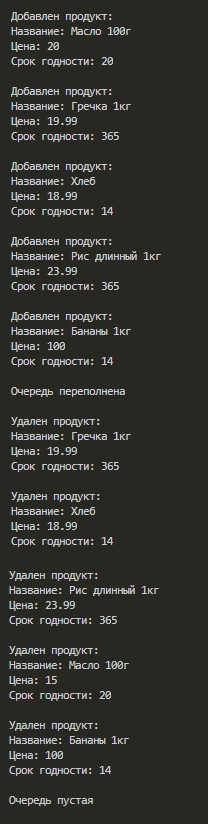 Добавлен продукт:
Название: Масло 100г
Цена: 20
Срок годности: 20
Добавлен продукт:
Название: Гречка 1кг
Цена: 19.99
Срок годности: 365
Добавлен продукт:
Название: Хлеб
Цена: 18.99
Срок годности: 14
Добавлен продукт:
Название: Рис длинный 1кг
Цена: 23.99
Срок годности: 365
Добавлен продукт:
Название: Бананы 1кг
Цена: 100
Срок годности: 14
Очередь переполнена
Удален продукт:
Название: Гречка 1кг
Цена: 19.99
Срок годности: 365
Удален продукт:
Название: Хлеб
Цена: 18.99
Срок годности: 14
Удален продукт:
Название: Рис длинный 1кг
Цена: 23.99
Срок годности: 365
Удален продукт:
Название: Масло 100г
Цена: 15
Срок годности: 20
Удален продукт:
Название: Бананы 1кг
Цена: 100
Срок годности: 14
Очередь пустая